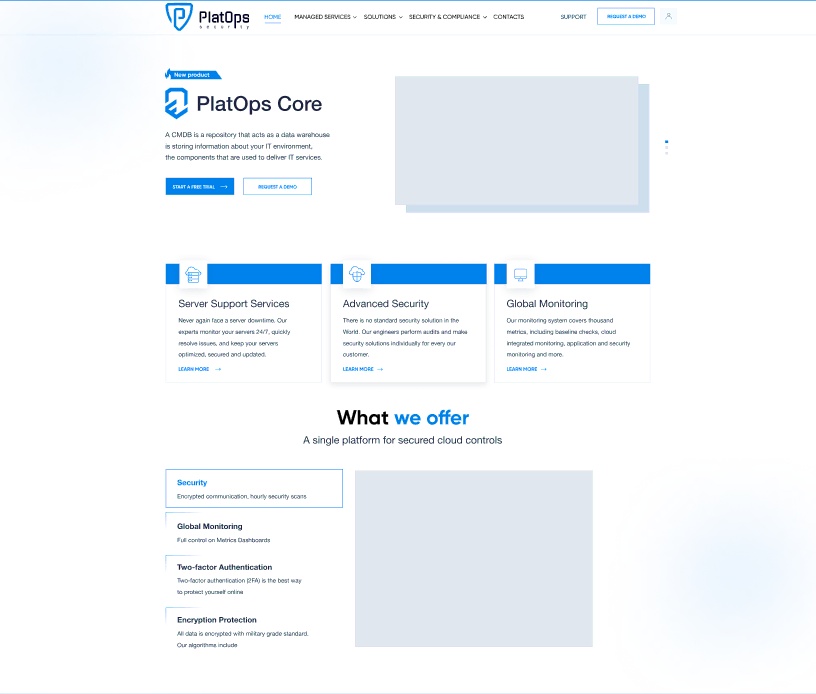 PlatOps
security
HOME
MANAGED SERVICES
SOLUTIONS
SECURITY & COMPLIANCE
CONTACTS
SUPPORT
REQUEST A DEMO
New product
PlatOps Core
A CMDB is a repository that acts as a data warehouse
is storing information about your IT environment,
the components that are used to deliver IT services.
START A FREE TRIAL
REQUEST A DEMO
Server Support Services
Never again face a server downtime. Our
experts monitor your servers 24/7, quickly
resolve issues, and keep your servers
optimized, secured and updated.
LEARN MORE
Advanced Security
There is no standard security solution in the
World. Our engineers perform audits and make
security solutions individually for every our
customer.
LEARN MORE
Global Monitoring
Our monitoring system covers thousand
metrics, including baseline checks, cloud
integrated monitoring, application and security
monitoring and more.
LEARN MORE
What we offer
A single platform for secured cloud controls
Security
Encrypted communication, hourly security scans
Global Monitoring
Full control on Metrics Dashboards
Two-factor Authentication
Two-factor authentication (2FA) is the best way
to protect yourself online
Encryption Protection
All data is encrypted with military grade standard.
Our algorithms include